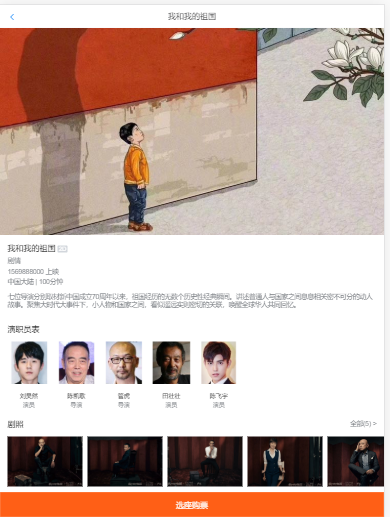 我和我的祖国
我和我的祖国 2D
剧情
1569888000 上映
中国大陆 | 100分钟
七位导演分别取材新中国成立70周年以来，祖国经历的无数个历史性经典瞬间。讲述普通人与国家之间息息相关密不可分的动人
故事。聚焦大时代大事件下，小人物和国家之间，看似遥远实则密切的关联，唤醒全球华人共同回忆。
演职员表
刘昊然
陈凯歌
管虎
田壮壮
陈飞宇
演员
导演
导演
演员
演员
剧照
全部(5) >
选座购票